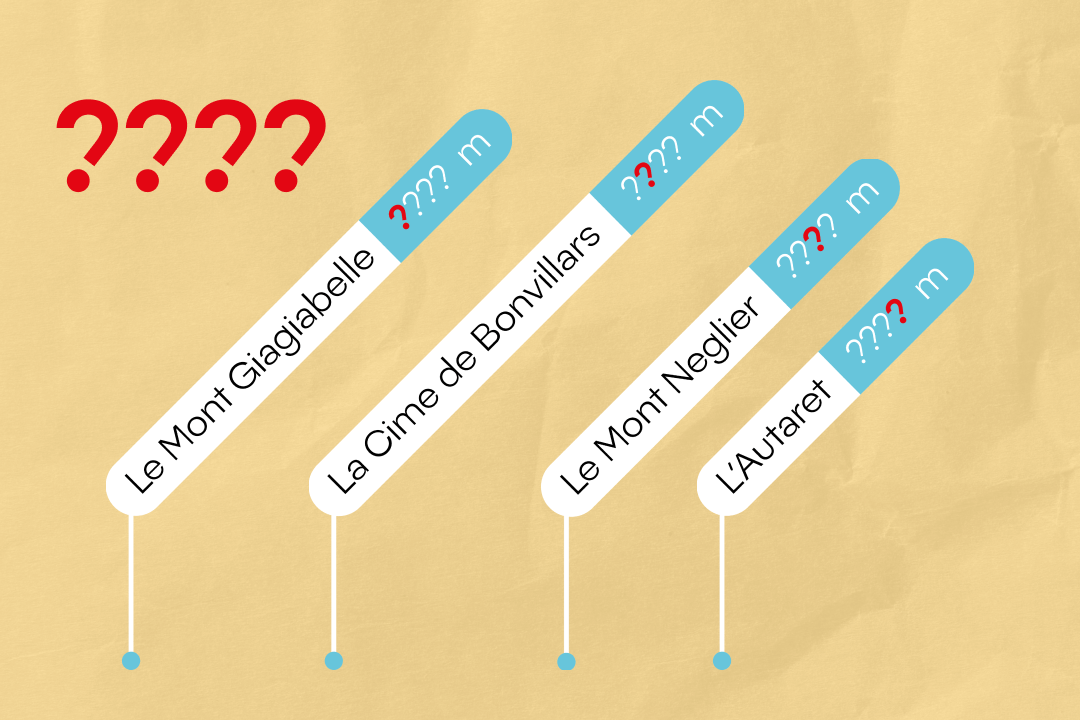 ????
Le Mont Giagiabelle ???? m
La Cime de Bonvillars ???? m
Le Mont Neglier ???? m
L'Autaret ???? m